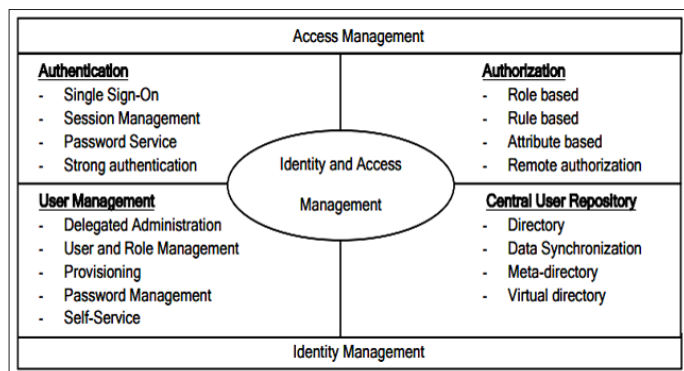 Access Management
Authentication
- Single Sign-On
- Session Management
- Password Service
- Strong authentication
Authorization
- Role based
- Rule based
- Attribute based
- Remote authorization
Identity and Access
Management
User Management
- Delegated Administration
- User and Role Management
- Provisioning
- Password Management
- Self-Service
Central User Repository
- Directory
- Data Synchronization
- Meta-directory
- Virtual directory
Identity Management